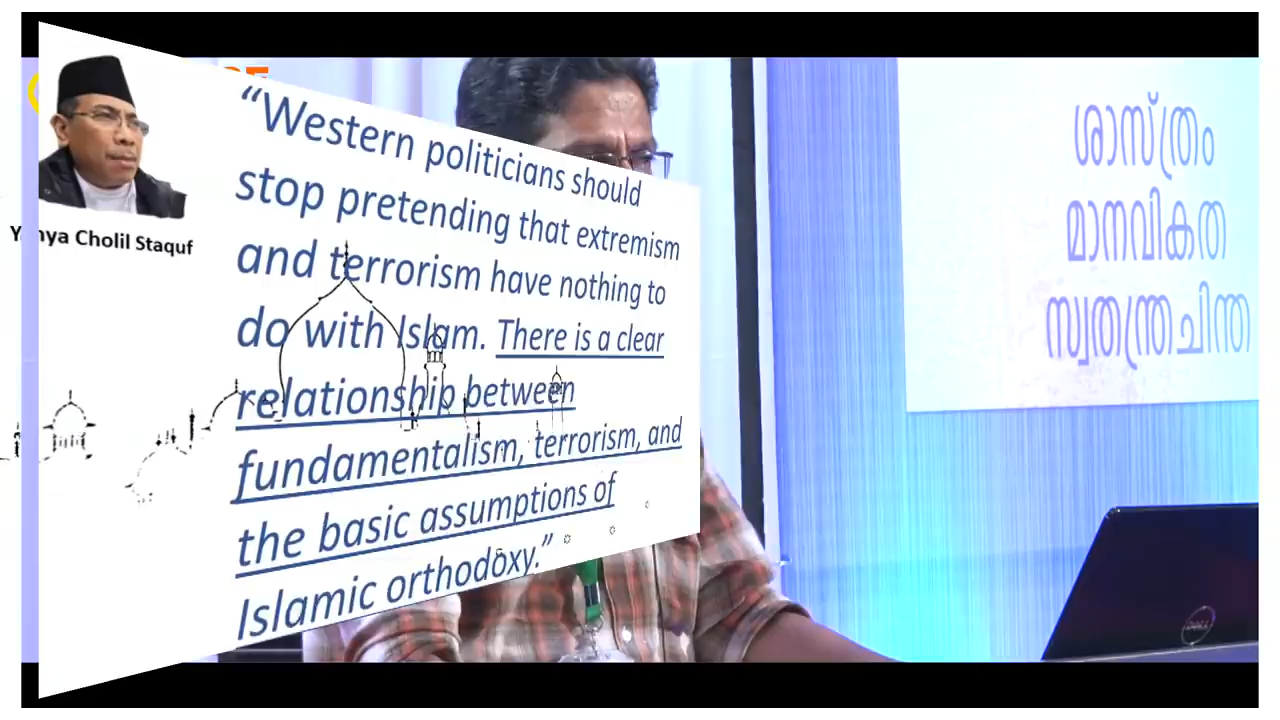 Yahya Cholil Staquf
“Western politicians should
stop pretending that extremism
and terrorism have nothing to
do with Islam. There is a clear
relationship between
fundamentalism, terrorism, and
the basic assumptions of
Islamic orthodoxy.”
ശാസ്ത്രം
മാനവികത
സ്വതന്ത്രചിന്ത
DELL